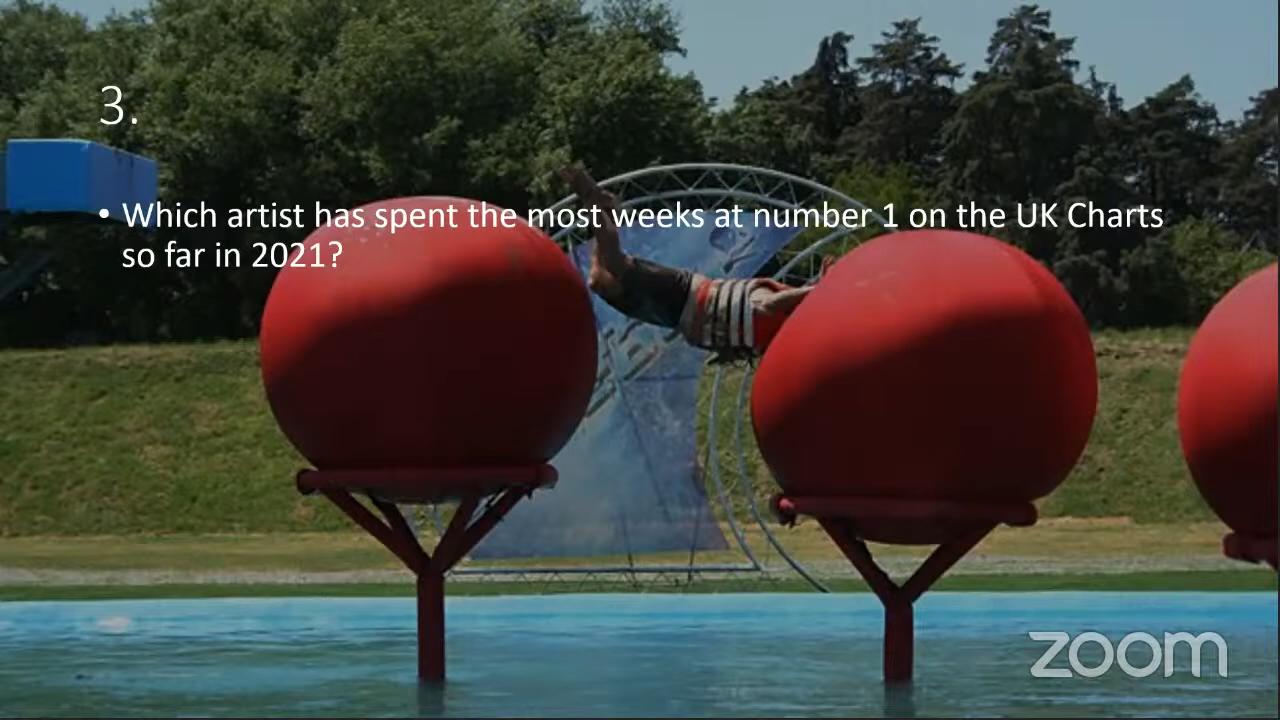 3.
• Which artist has spent the most weeks at number 1 on the UK Charts
so far in 2021?
zoom